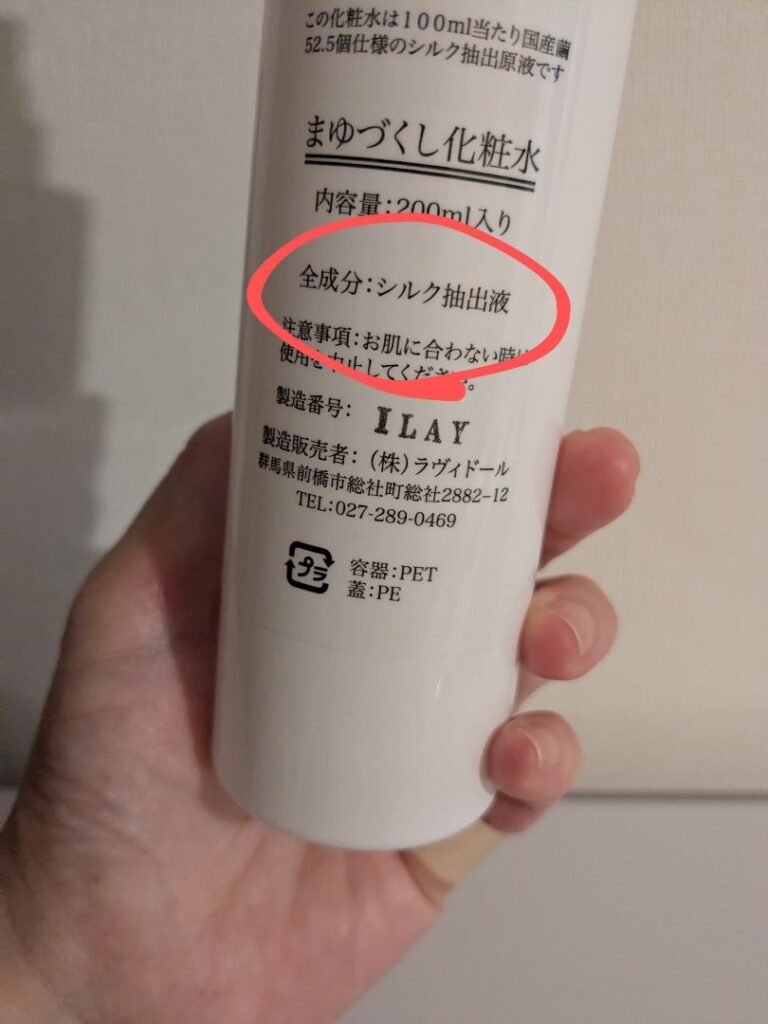 この化粧水は100ml当たり国産繭
52.5個仕様のシルク抽出原液です
まゆづくし化粧水
内容量:200ml入り
全成分:シルク抽出液
注意事項:お肌に合わない時は
使用を中止してください。
製造番号: ILAY
製造販売者:(株)ラヴィドール
群馬県前橋市総社町総社2882-12
TEL:027-289-0469
プラ
容器:PET
蓋:PE